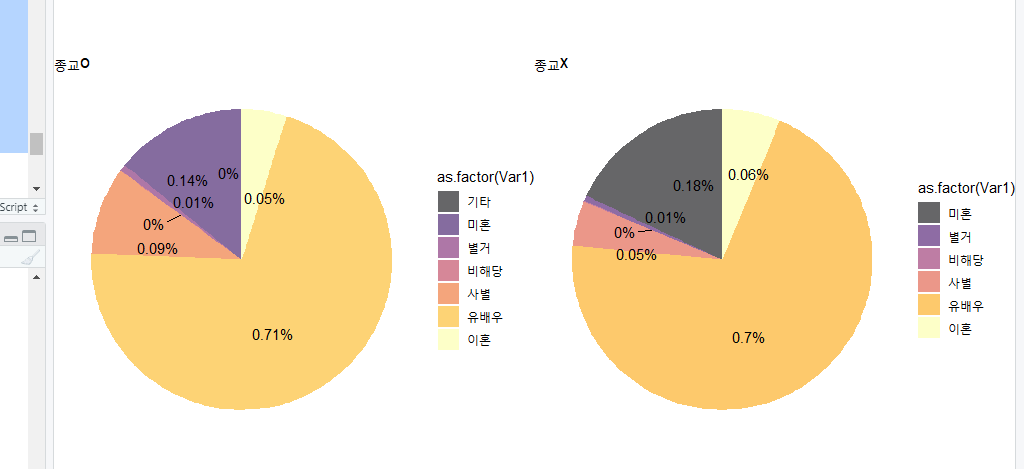 종교O
0%
0.14%
0.01%
0%
0.09%
0.05%
0.71%
as.factor(Var1)
기타
미혼
별거
비해당
사별
유배우
이혼
종교X
0.06%
0.18%
0.01%
0%
0.05%
0.7%
as.factor(Var1)
미혼
별거
비해당
사별
유배우
이혼
Script